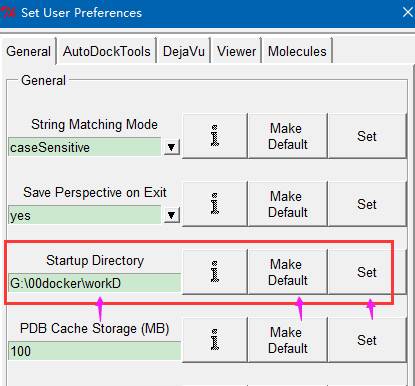 Set User Preferences
General AutoDockTools DejaVu Viewer Molecules
General
String Matching Mode
caseSensitive
i
Make
Default
Set
Save Perspective on Exit
yes
i
Make
Default
Set
Startup Directory
G:\00docker\workD
i
Make
Default
Set
PDB Cache Storage (MB)
100
i
Make
Default
Set